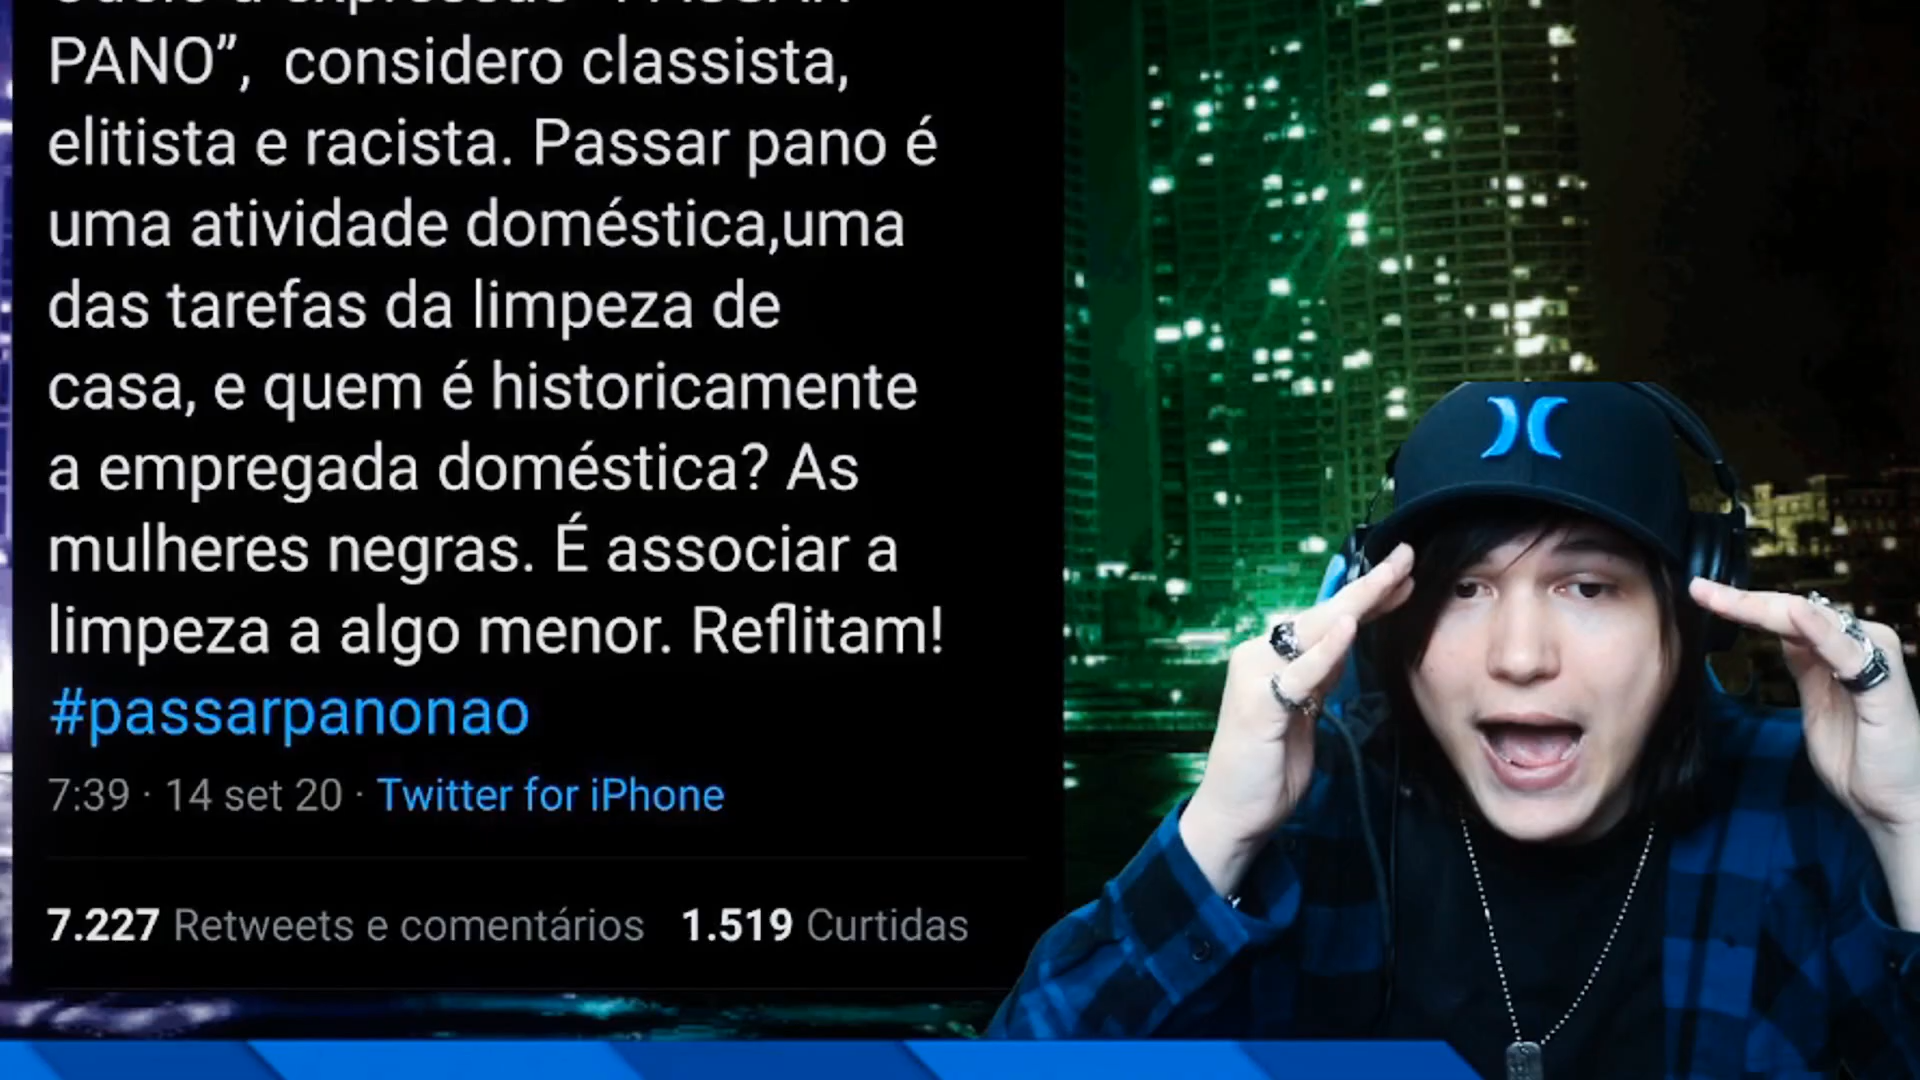 PANO”, considero classista,
elitista e racista. Passar pano é
uma atividade doméstica,uma
das tarefas da limpeza de
casa, e quem é historicamente
a empregada doméstica? As
mulheres negras. É associar a
limpeza a algo menor. Reflitam!
#passarpanonao
7:39 · 14 set 20 · Twitter for iPhone
7.227 Retweets e comentários 1.519 Curtidas